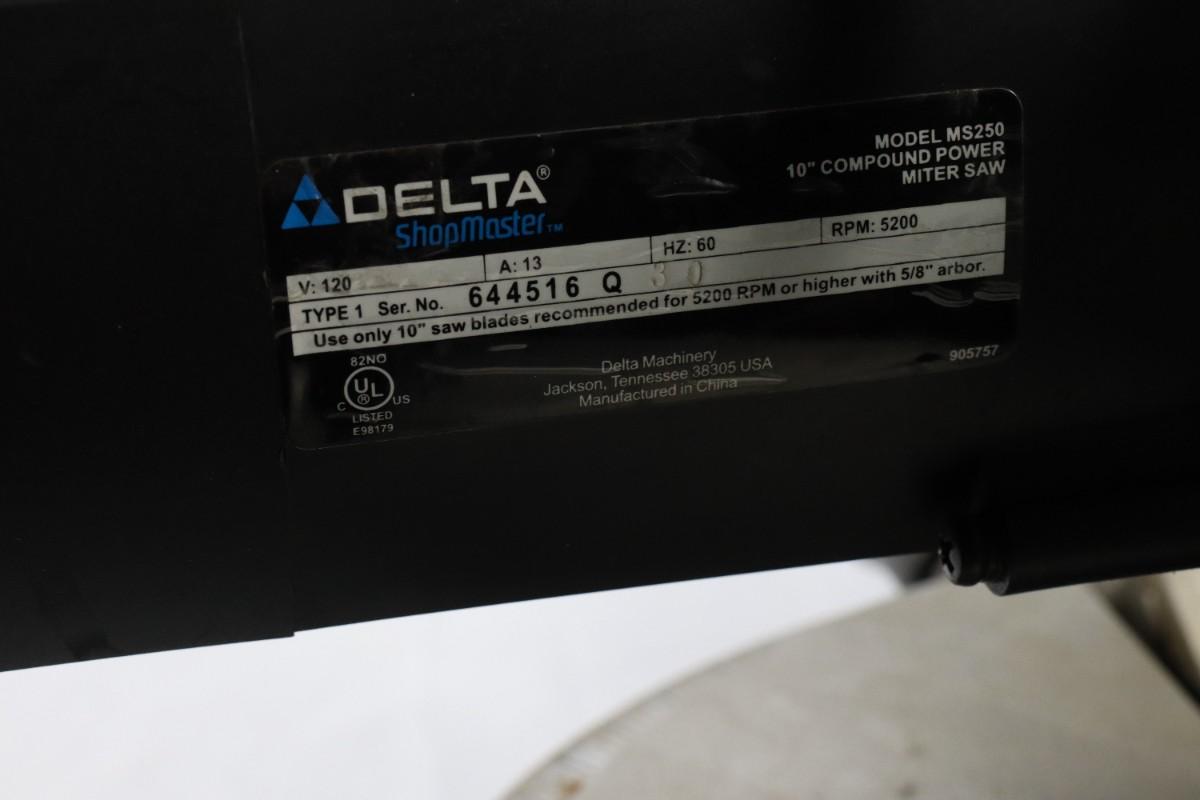 DELTA®
ShopMaster™
MODEL MS250
10" COMPOUND POWER
MITER SAW
V: 120 A: 13 HZ: 60 RPM: 5200
TYPE 1 Ser. No. 644516 Q 30
Use only 10" saw blades recommended for 5200 RPM or higher with 5/8" arbor.
82NO
C UL® US
LISTED
E98179
Delta Machinery
Jackson, Tennessee 38305 USA
Manufactured in China
905757